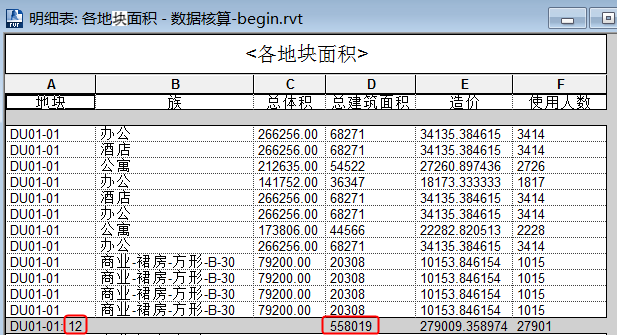 明细表: 各地块面积 - 数据核算-begin.rvt
<各地块面积>
A B C D E F
地块 族 总体积 总建筑面积 造价 使用人数
DU01-01 办公 266256.00 68271 34135.384615 3414
DU01-01 酒店 266256.00 68271 34135.384615 3414
DU01-01 公寓 212635.00 54522 27260.897436 2726
DU01-01 办公 141752.00 36347 18173.333333 1817
DU01-01 酒店 266256.00 68271 34135.384615 3414
DU01-01 办公 266256.00 68271 34135.384615 3414
DU01-01 公寓 173806.00 44566 22282.820513 2228
DU01-01 办公 266256.00 68271 34135.384615 3414
DU01-01 商业-裙房-方形-B-30 79200.00 20308 10153.846154 1015
DU01-01 商业-裙房-方形-B-30 79200.00 20308 10153.846154 1015
DU01-01 商业-裙房-方形-B-30 79200.00 20308 10153.846154 1015
DU01-01 商业-裙房-方形-B-30 79200.00 20308 10153.846154 1015
DU01-01: 12 558019 279009.358974 27901